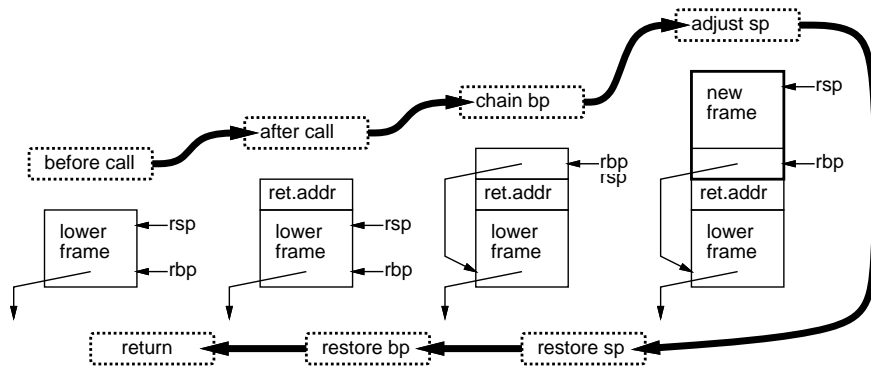 adjust sp
chain bp
after call
before call
new
frame
rsp
rbp
ret.addr
lower
frame
rbp
rsp
ret.addr
lower
frame
ret.addr
lower
frame
rsp
rbp
lower
frame
rsp
rbp
return
restore bp
restore sp